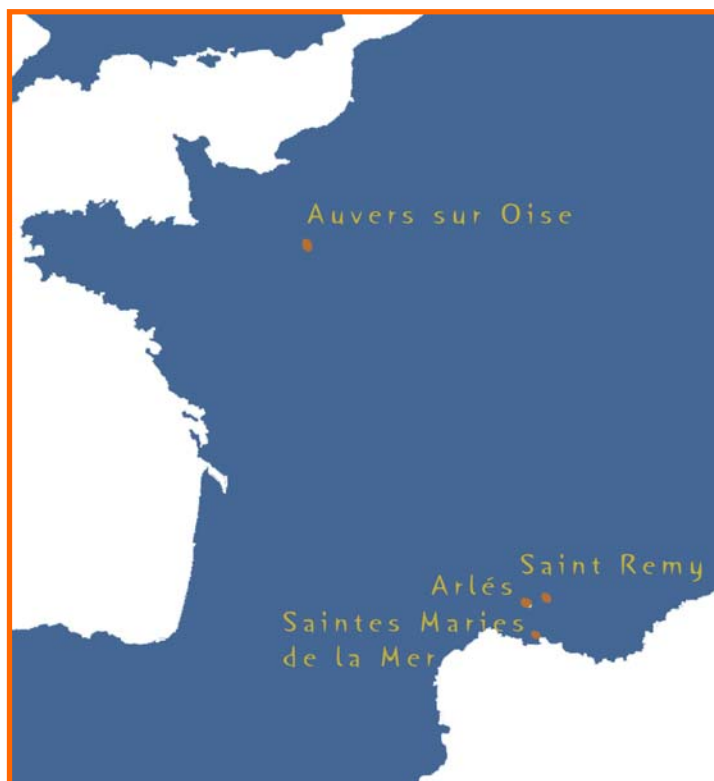 Auvers sur Oise
Saint Remy
Arlés
Saintes Maries
de la Mer